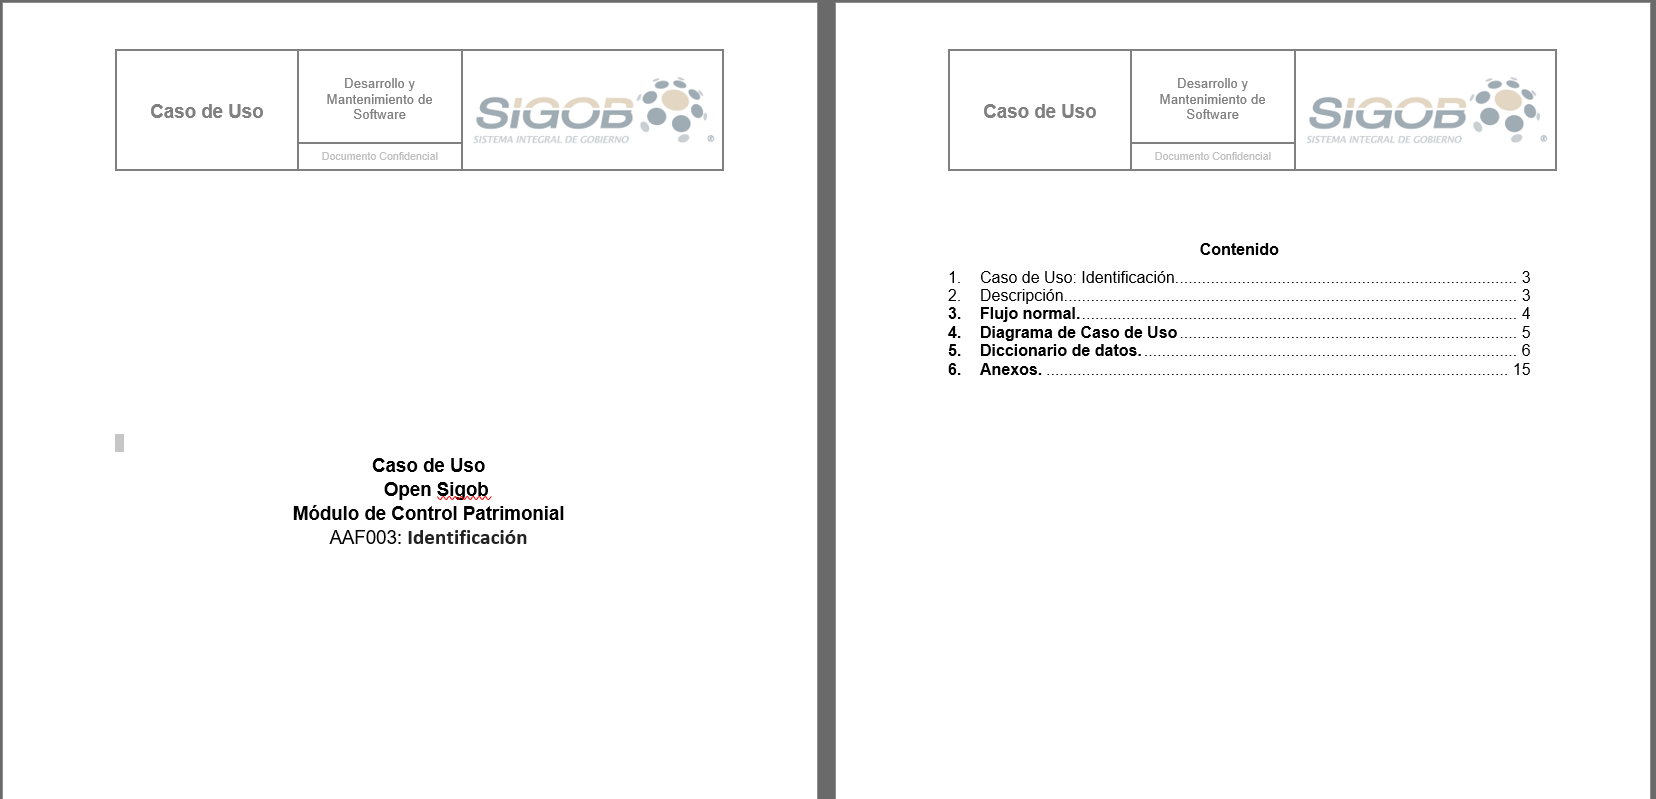 Caso de Uso
Desarrollo y
Mantenimiento de
Software
Documento Confidencial
SIGOB
SISTEMA INTEGRAL DE GOBIERNO
®
Caso de Uso
Open Sigob
Módulo de Control Patrimonial
AAF003: Identificación
Caso de Uso
Desarrollo y
Mantenimiento de
Software
Documento Confidencial
SIGOB
SISTEMA INTEGRAL DE GOBIERNO
®
Contenido
1. Caso de Uso: Identificación 3
2. Descripción 3
3. Flujo normal. 4
4. Diagrama de Caso de Uso 5
5. Diccionario de datos. 6
6. Anexos. 15